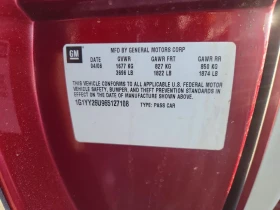 GM
MFD BY GENERAL MOTORS CORP
DATE GVWR GAWR FRT GAWR RR
04/06 1677 KG 827 KG 850 KG
3696 LB 1822 LB 1874 LB
THIS VEHICLE CONFORMS TO ALL APPLICABLE U.S. FEDERAL MOTOR
VEHICLE SAFETY, BUMPER, AND THEFT PREVENTION STANDARDS
IN EFFECT ON THE DATE OF MANUFACTURE SHOWN ABOVE.
1G1YY26U965127108 TYPE: PASS CAR